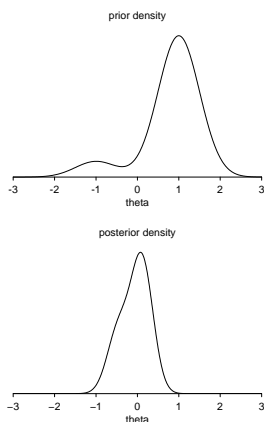 prior density
-3 -2 -1 0 1 2 3
theta
posterior density
−3 −2 −1 0 1 2 3
theta